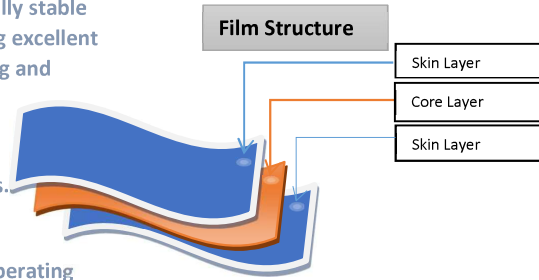 lly stable
g excellent
g and
s.
perating
Film Structure
Skin Layer
Core Layer
Skin Layer